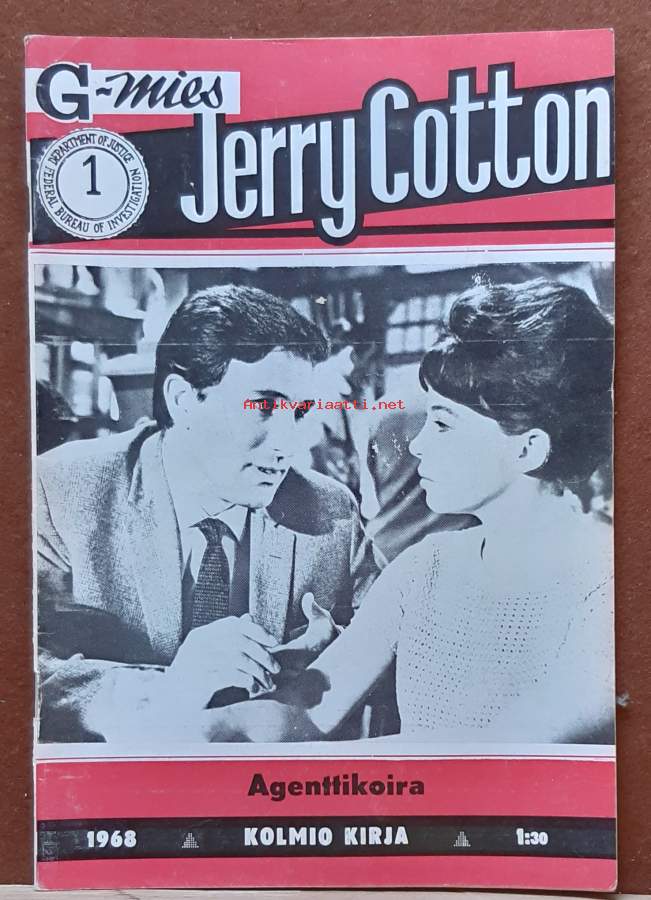 G-mies
Jerry Cotton
DEPARTMENT OF JUSTICE
FEDERAL BUREAU OF INVESTIGATION
1
Antikvariaatti.net
Agenttikoira
1968 KOLMIO KIRJA 1:30